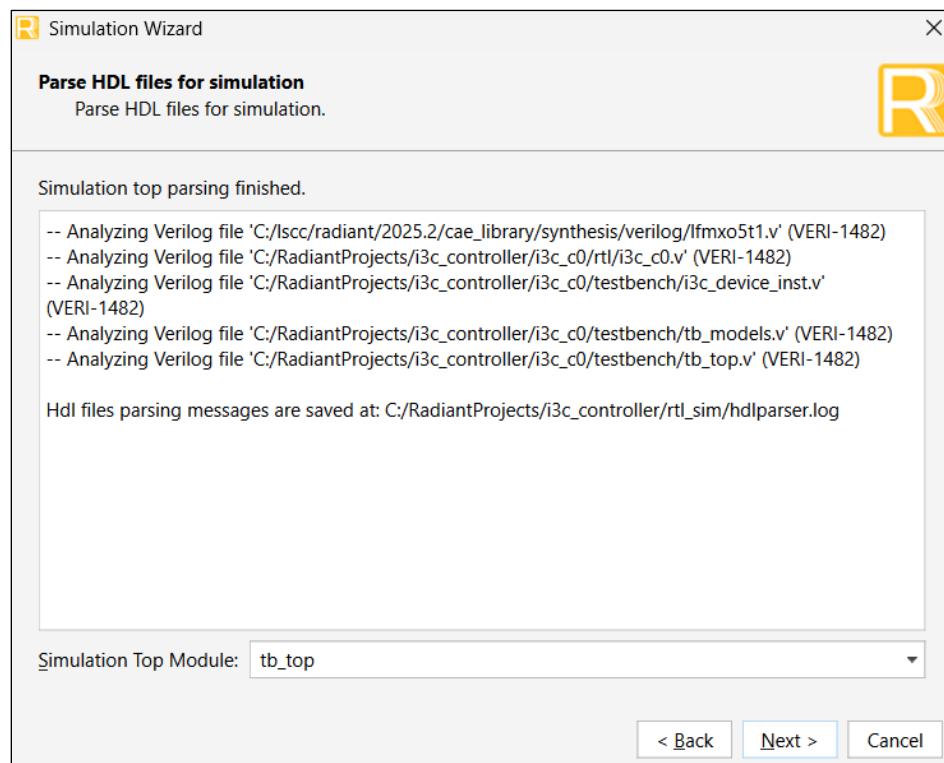 Simulation Wizard
Parse HDL files for simulation
Parse HDL files for simulation.
Simulation top parsing finished.
-- Analyzing Verilog file 'C:/lscc/radiant/2025.2/cae_library/synthesis/verilog/lfmxo5t1.v' (VERI-1482)
-- Analyzing Verilog file 'C:/RadiantProjects/i3c_controller/i3c_c0/rtl/i3c_c0.v' (VERI-1482)
-- Analyzing Verilog file 'C:/RadiantProjects/i3c_controller/i3c_c0/testbench/i3c_device_inst.v'
(VERI-1482)
-- Analyzing Verilog file 'C:/RadiantProjects/i3c_controller/i3c_c0/testbench/tb_models.v' (VERI-1482)
-- Analyzing Verilog file 'C:/RadiantProjects/i3c_controller/i3c_c0/testbench/tb_top.v' (VERI-1482)
Hdl files parsing messages are saved at: C:/RadiantProjects/i3c_controller/rtl_sim/hdlparser.log
Simulation Top Module: tb_top
< Back Next > Cancel